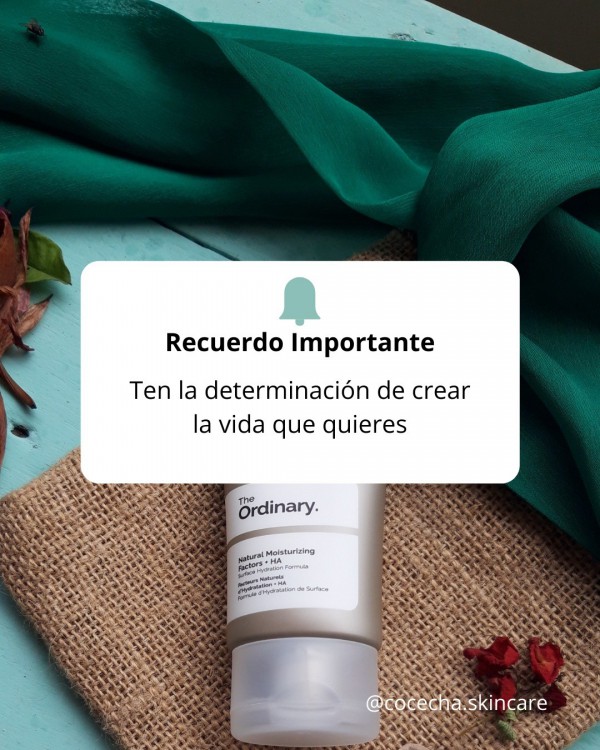 Recuerdo Importante
Ten la determinación de crear
la vida que quieres
The
Ordinary.
Natural Moisturizing
Factors + HA
Surface Hydration Formula
Facteurs Naturels
d'Hydratation + HA
Formule d'Hydratation de Surface
@cocecha.skincare